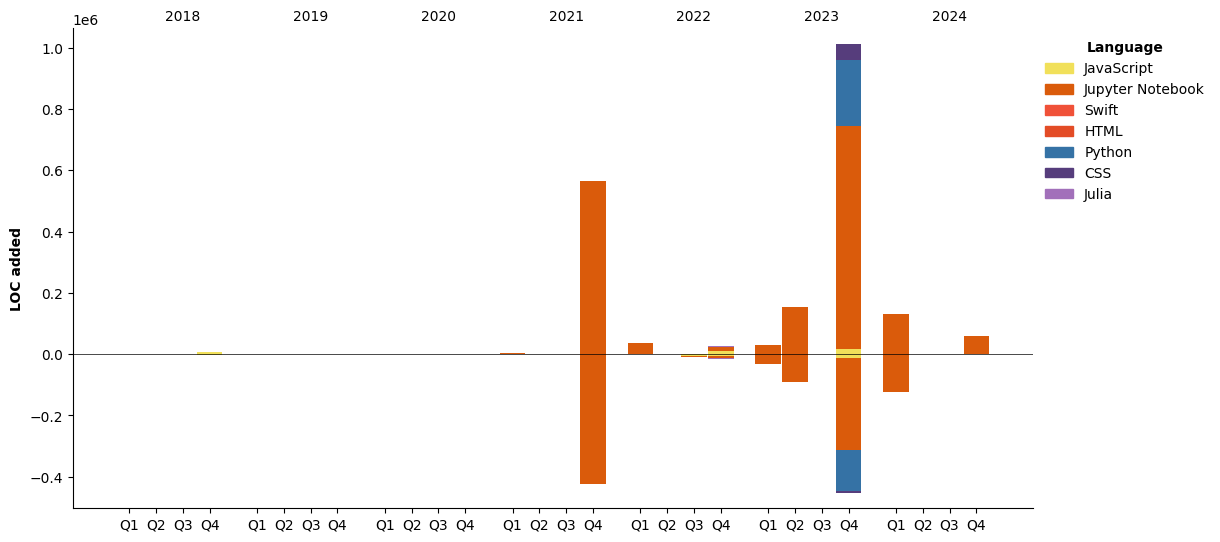 1e6 2018 2019 2020 2021 2022 2023 2024
1.0
0.8
0.6
0.4
0.2
0.0
−0.2
−0.4
LOC added
Q1 Q2 Q3 Q4 Q1 Q2 Q3 Q4 Q1 Q2 Q3 Q4 Q1 Q2 Q3 Q4 Q1 Q2 Q3 Q4 Q1 Q2 Q3 Q4 Q1 Q2 Q3 Q4
Language
JavaScript
Jupyter Notebook
Swift
HTML
Python
CSS
Julia